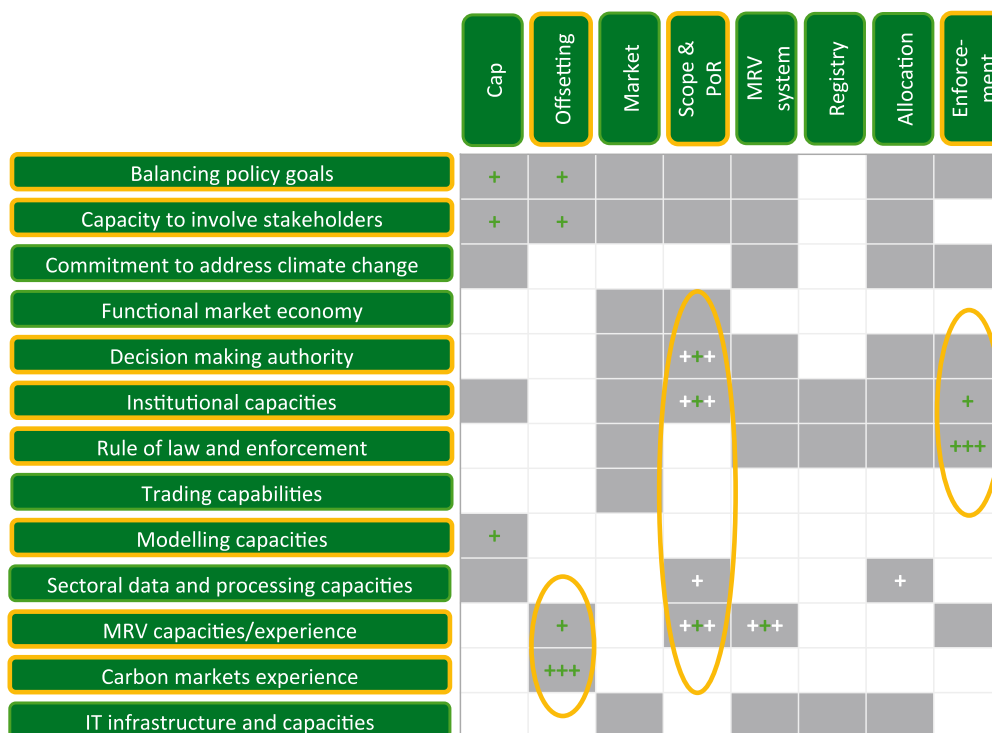 Cap
Offsetting
Market
Scope &
PoR
MRV
system
Registry
Allocation
Enforce-
ment
Balancing policy goals
+ +
Capacity to involve stakeholders
+ +
Commitment to address climate change
Functional market economy
Decision making authority
+++
Institutional capacities
+++ +
Rule of law and enforcement
+++
Trading capabilities
Modelling capacities
+
Sectoral data and processing capacities
+ +
MRV capacities/experience
+ +++ +++
Carbon markets experience
+++
IT infrastructure and capacities